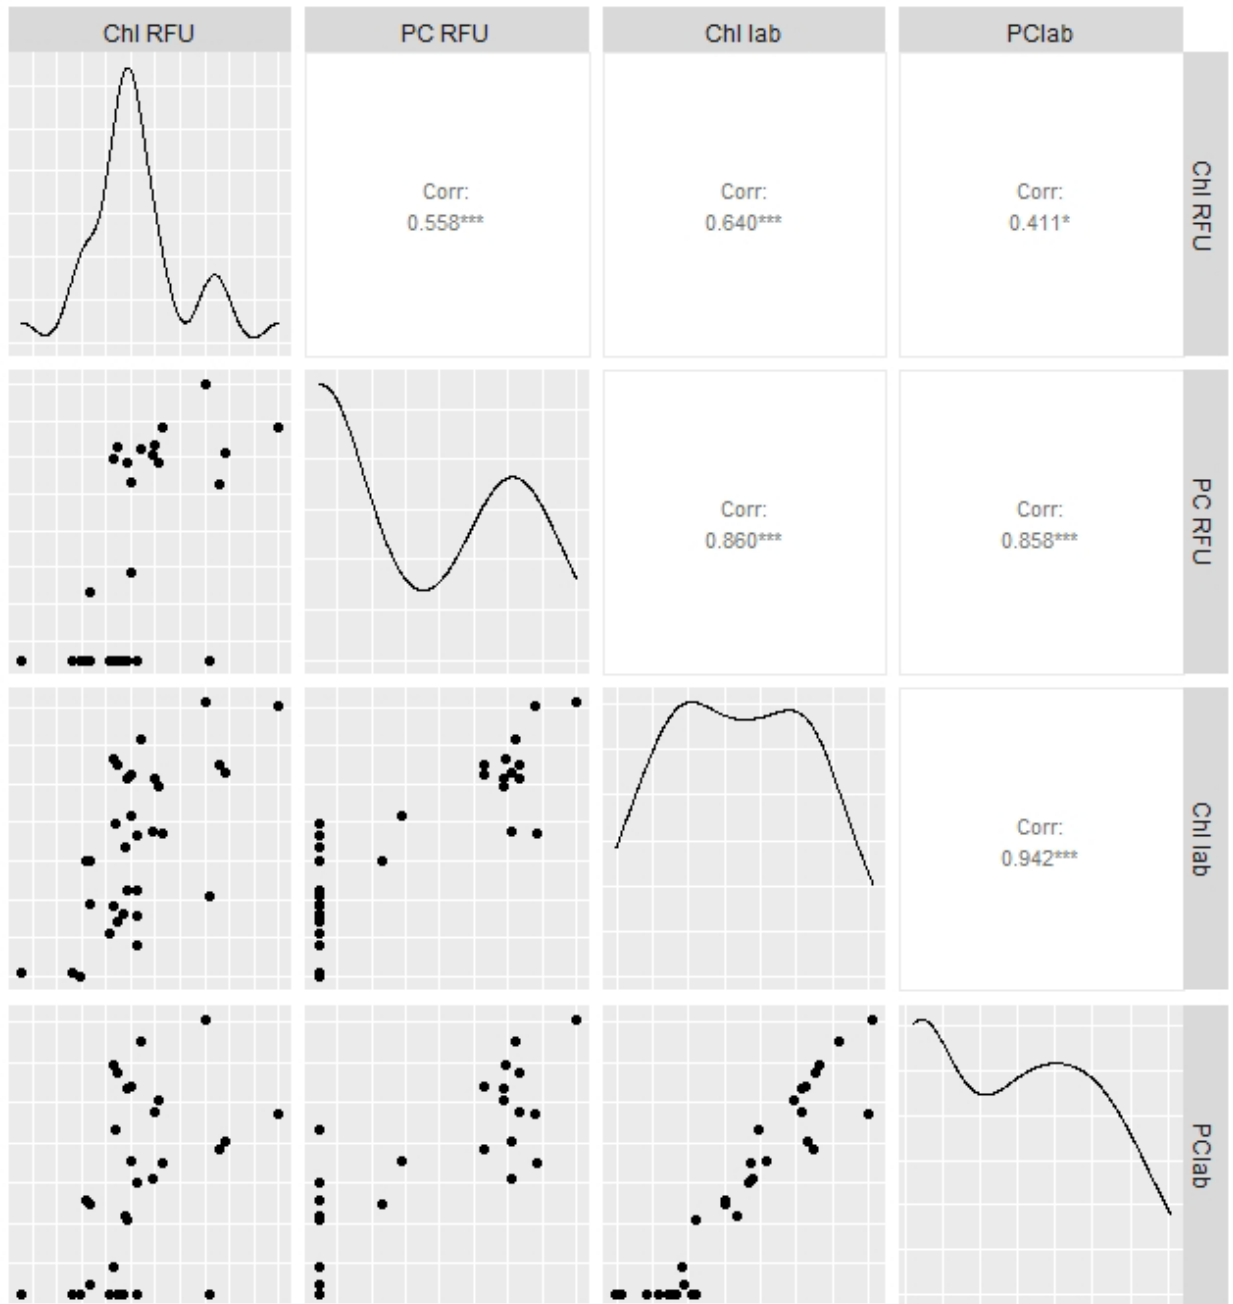 Chl RFU
PC RFU
Chl lab
PClab
Corr:
0.558***
Corr:
0.640***
Corr:
0.411*
Chl RFU
Corr:
0.860***
Corr:
0.858***
PC RFU
Corr:
0.942***
Chl lab
PClab